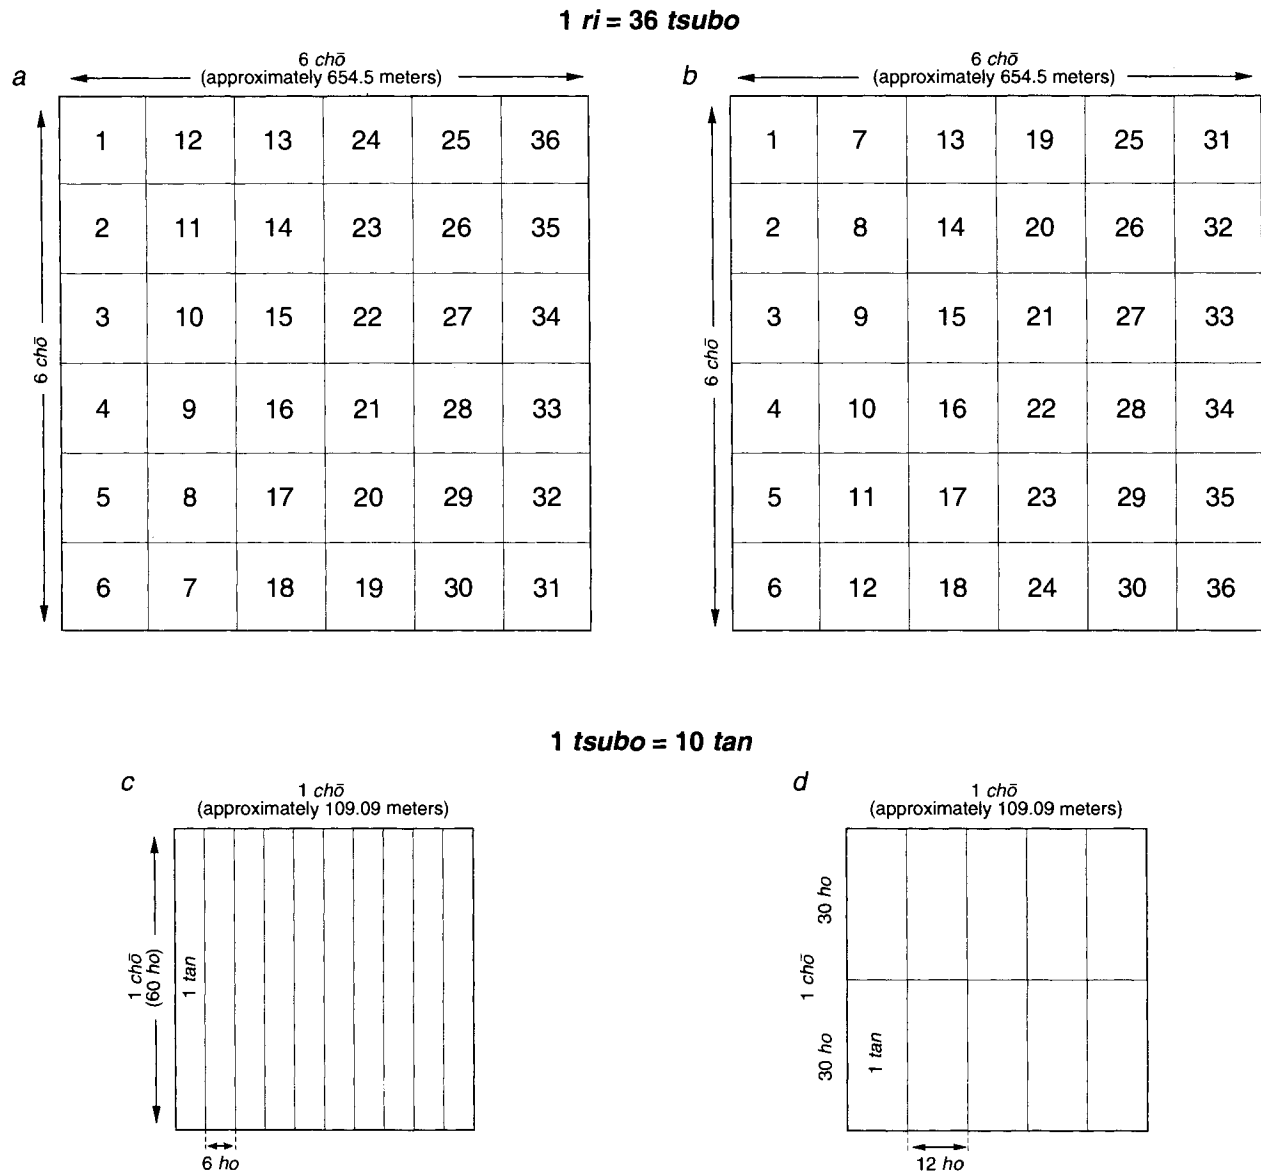 1 ri = 36 tsubo
a
6 chō
(approximately 654.5 meters)
6 chō
1 12 13 24 25 36
2 11 14 23 26 35
3 10 15 22 27 34
4 9 16 21 28 33
5 8 17 20 29 32
6 7 18 19 30 31
b
6 chō
(approximately 654.5 meters)
6 chō
1 7 13 19 25 31
2 8 14 20 26 32
3 9 15 21 27 33
4 10 16 22 28 34
5 11 17 23 29 35
6 12 18 24 30 36
1 tsubo = 10 tan
c
1 chō
(approximately 109.09 meters)
1 chō
(60 ho)
1 tan
6 ho
d
1 chō
(approximately 109.09 meters)
30 ho
1 chō
30 ho
1 tan
12 ho